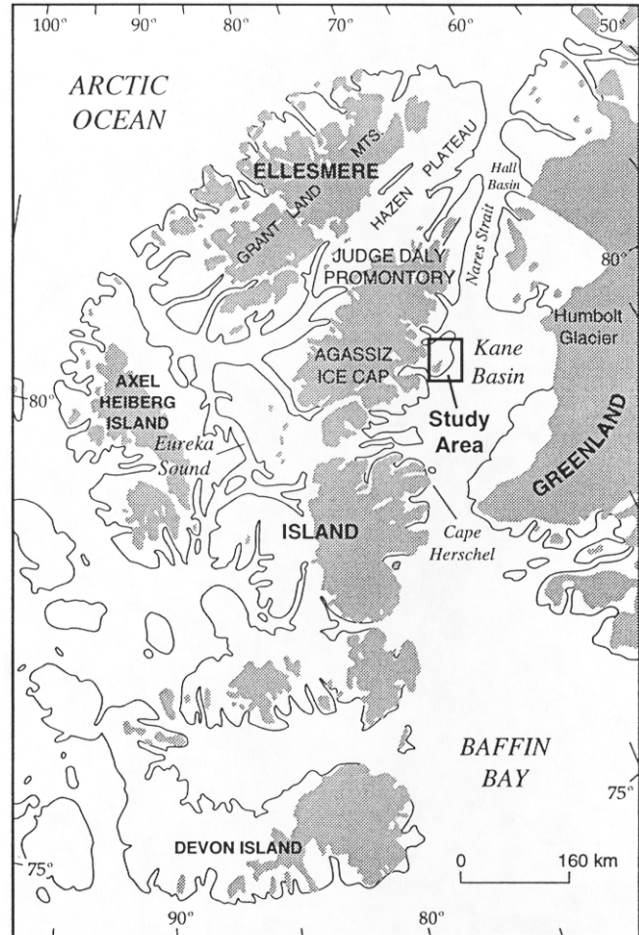 100° 90° 80° 70° 60° 50°
ARCTIC
OCEAN
ELLESMERE
GRANT LAND MTS.
HAZEN PLATEAU
Hall
Basin
Nares Strait
JUDGE DALY
PROMONTORY
80°
Humbolt
Glacier
AGASSIZ
ICE CAP
Kane
Basin
AXEL
HEIBERG
ISLAND
80°
Study
Area
Eureka
Sound
GREENLAND
ISLAND
Cape
Herschel
BAFFIN
BAY
75°
DEVON ISLAND
0 160 km
75°
90° 80°